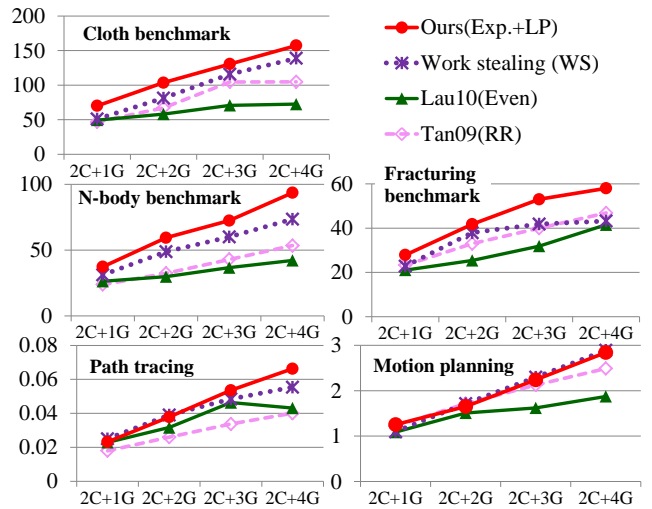 Cloth benchmark
200
150
100
50
0
2C+1G 2C+2G 2C+3G 2C+4G
Ours(Exp.+LP)
Work stealing (WS)
Lau10(Even)
Tan09(RR)
N-body benchmark
100
50
0
2C+1G 2C+2G 2C+3G 2C+4G
Fracturing
benchmark
60
40
20
0
2C+1G 2C+2G 2C+3G 2C+4G
Path tracing
0.08
0.06
0.04
0.02
0
2C+1G 2C+2G 2C+3G 2C+4G
Motion planning
3
2
1
0
2C+1G 2C+2G 2C+3G 2C+4G